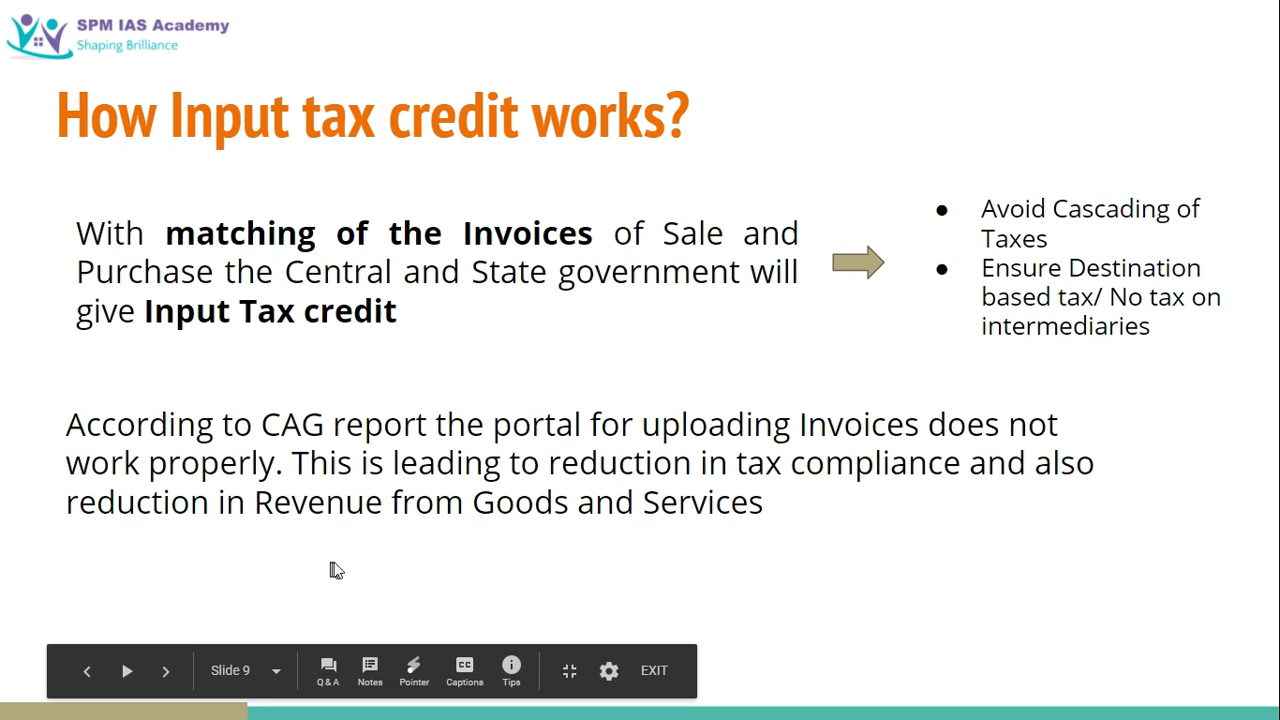 SPM IAS Academy
Shaping Brilliance
How Input tax credit works?
With matching of the Invoices of Sale and
Purchase the Central and State government will
give Input Tax credit
● Avoid Cascading of
Taxes
● Ensure Destination
based tax/ No tax on
intermediaries
According to CAG report the portal for uploading Invoices does not
work properly. This is leading to reduction in tax compliance and also
reduction in Revenue from Goods and Services
Slide 9
Q & A
Notes
Pointer
CC
Captions
Tips
EXIT